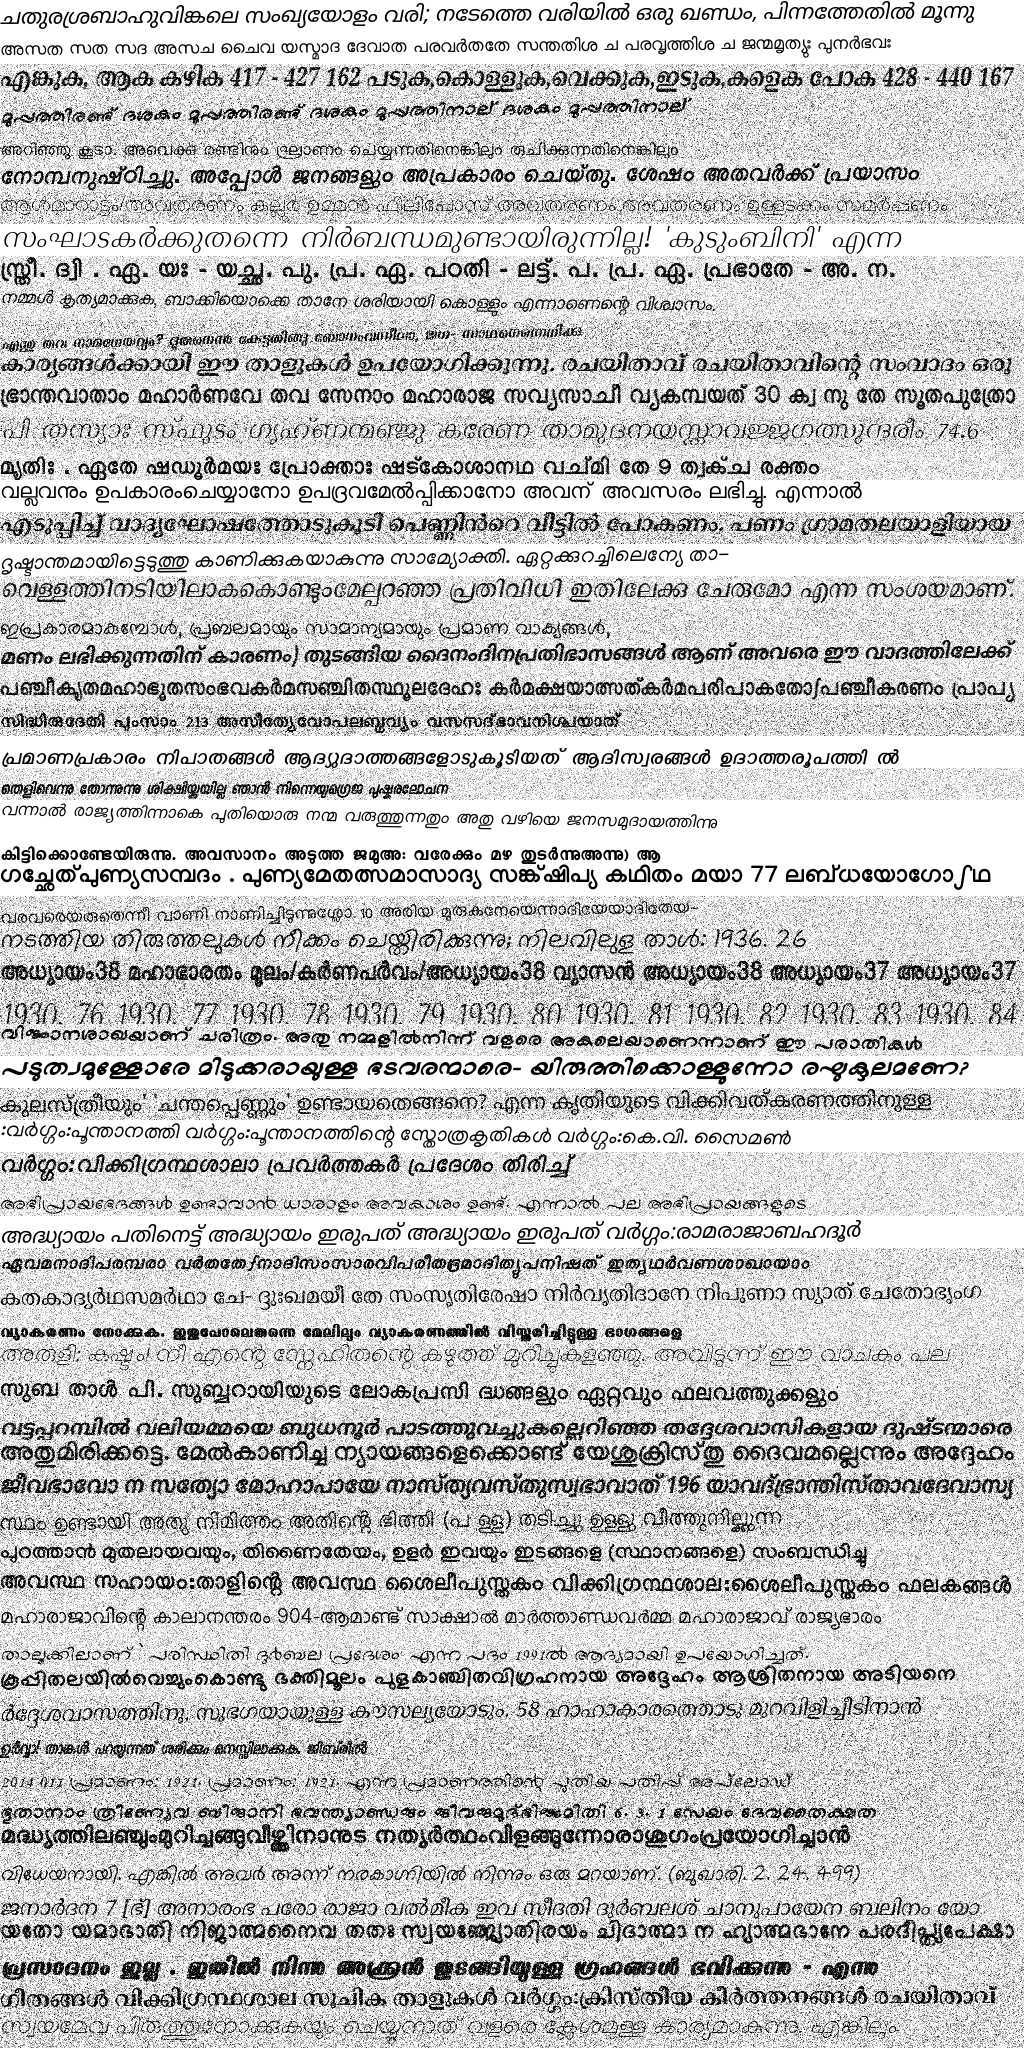 ചതുരശ്രബാഹുവിങ്കലെ സംഖ്യയോളം വരി; നടേത്തെ വരിയിൽ ഒരു ഖണ്ഡം, പിന്നത്തേതിൽ മൂന്നു
അസത സത സദ അസച ചൈവ യസ്മാദ ദേവാത പരവർതതേ സന്തതിശ ച പരവൃത്തിശ ച ജന്മമൃത്യുഃ പുനർഭവഃ
എങ്കുക, ആക കഴിക 417 - 427 162 പടുക,കൊള്ളുക,വെക്കുക,ഇടുക,കളെക പോക 428 - 440 167
മുപ്പത്തിരണ്ട് ദശകം മുപ്പത്തിരണ്ട് ദശകം മുപ്പത്തിനാല് ദശകം മുപ്പത്തിനാല്
അറിഞ്ഞു കൂടാ. അവെക്കു രണ്ടിനും ദ്രല്രാണം ചെയ്യന്നതിനെങ്കിലും രുചിക്കുന്നതിനെങ്കിലും
നോമ്പനുഷ്ഠിച്ചു. അപ്പോൾ ജനങ്ങളും അപ്രകാരം ചെയ്തു. ശേഷം അതവർക്ക് പ്രയാസം
ആൾമാറാട്ടം/അവതരണം കല്ലൂർ ഉമ്മൻ ഫിലിപ്പോസ് അവതരണം അവതരണം ഉള്ളടക്കം സമർപ്പണം
സംഘാടകർക്കുതന്നെ നിർബന്ധമുണ്ടായിരുന്നില്ല! 'കുടുംബിനി' എന്ന
സ്ത്രീ. ദ്വി . ഏ. യഃ - യച്ഛ. പു. പ്ര. ഏ. പഠതി - ലട്ട്. പ. പ്ര. ഏ. പ്രഭാതേ - അ. ന.
നമ്മൾ കൃത്യമാക്കുക, ബാക്കിയൊക്കെ താനേ ശരിയായി കൊള്ളും എന്നാണെന്റെ വിശ്വാസം.
എന്തു തവ നാമധേയവും?
കാര്യങ്ങൾക്കായി ഈ താളുകൾ ഉപയോഗിക്കുന്നു. രചയിതാവ് രചയിതാവിന്റെ സംവാദം ഒരു
ഭ്രാന്തവാതാം മഹാർണവേ തവ സേനാം മഹാരാജ സവ്യസാചീ വ്യകമ്പയത് 30 ക്വ നു തേ സൂതപുത്രോ
പി തസ്യാഃ സ്ഫുടം ഗൃഹ്ണന്മഞ്ജു കരേണ താമുദനയസ്താവജ്ജഗത്സുന്ദരീം 74.6
മൃതിഃ . ഏതേ ഷഡൂർമയഃ പ്രോക്താഃ ഷട്കോശാനഥ വച്മി തേ 9 ത്വക്ച രക്തം
വല്ലവനും ഉപകാരംചെയ്യാനോ ഉപദ്രവമേൽപ്പിക്കാനോ അവന് അവസരം ലഭിച്ചു. എന്നാൽ
എടുപ്പിച്ച് വാദ്യഘോഷത്തോടുകൂടി പെണ്ണിൻറെ വീട്ടിൽ പോകണം. പണം ഗ്രാമതലയാളിയായ
ദൃഷ്ടാന്തമായിട്ടെടുത്തു കാണിക്കുകയാകുന്നു സാമ്യോക്തി. ഏറ്റക്കുറച്ചിലെന്യേ താ-
വെള്ളത്തിനടിയിലാകകൊണ്ടുംമേല്പറഞ്ഞ പ്രതിവിധി ഇതിലേക്കു ചേരുമോ എന്ന സംശയമാണ്.
ഇപ്രകാരമാകുമ്പോൾ, പ്രബലമായും സാമാന്യമായും പ്രമാണ വാക്യങ്ങൾ,
മണം ലഭിക്കുന്നതിന് കാരണം) തുടങ്ങിയ ദൈനംദിനപ്രതിഭാസങ്ങൾ ആണ് അവരെ ഈ വാദത്തിലേക്ക്
പഞ്ചീകൃതമഹാഭൂതസംഭവകർമസഞ്ചിതസ്ഥൂലദേഹഃ കർമക്ഷയാത്സത്കർമപരിപാകതോഽപഞ്ചീകരണം പ്രാപ്യ
സിദ്ധിരുദേതി പുംസാം 213 അസീത്യേവോപലബ്ധവ്യം വസസദ്ഭാവനിശ്ചയാത്
പ്രമാണപ്രകാരം നിപാതങ്ങൾ ആദ്യുദാത്തങ്ങളോടുകൂടിയത് ആദിസ്വരങ്ങൾ ഉദാത്തരൂപത്തി ൽ
തെളിവെന്നു തോന്നുന്നു ശിക്ഷിയ്ക്കുയില്ല ഞാൻ നിന്നെയുഗ്രെജ പുഷ്കരലോചന
വന്നാൽ രാജ്യത്തിന്നാകെ പുതിയൊരു നന്മ വരുത്തുന്നതും അതു വഴിയെ ജനസമുദായത്തിന്നു
കിട്ടിക്കൊണ്ടേയിരുന്നു. അവസാനം അടുത്ത ജമുഅഃ വരേക്കും മഴ തുടർന്നുഅന്നു) ആ
ഗച്ഛേത്പുണ്യസമ്പദം . പുണ്യമേതത്സമാസാദ്യ സങ്ക്ഷിപ്യ കഥിതം മയാ 77 ലബ്ധയോഗോഽഥ
വരവരെയരുതെന്നീ വാണി നാണിച്ചിടുന്നുശ്ശോ. 10 അരിയ മുരുകനേയെന്നാദിയേയാദിതേയ-
നടത്തിയ തിരുത്തലുകൾ നീക്കം ചെയ്തിരിക്കുന്നു; നിലവിലുള്ള താൾ: 1936. 26
അധ്യായം38 മഹാഭാരതം മൂലം/കർണപർവം/അധ്യായം38 വ്യാസൻ അധ്യായം38 അധ്യായം37 അധ്യായം37
1930. 76 1930. 77 1930. 78 1930. 79 1930. 80 1930. 81 1930. 82 1930. 83 1930. 84
വിജ്ഞാനശാഖയാണ് ചരിത്രം. അതു നമ്മളിൽനിന്ന് വളരെ അകലെയാണെന്നാണ് ഈ പരാതികൾ
പടുത്വമുള്ളോരേ മിടുക്കരായുള്ള ഭടവരന്മാരെ- യിരുത്തിക്കൊള്ളുന്നോ രഘുകുലമണേ?
കുലസ്ത്രീയും' 'ചന്തപ്പെണ്ണും' ഉണ്ടായതെങ്ങനെ? എന്ന കൃതിയുടെ വിക്കിവത്കരണത്തിനുള്ള
:വർഗ്ഗം:പൂന്താനത്തി വർഗ്ഗം:പൂന്താനത്തിന്റെ സ്തോത്രകൃതികൾ വർഗ്ഗം:കെ.വി. സൈമൺ
വർഗ്ഗം:വിക്കിഗ്രന്ഥശാലാ പ്രവർത്തകർ പ്രദേശം തിരിച്ച്
അഭിപ്രായഭേദങ്ങൾ ഉണ്ടാവാൻ ധാരാളം അവകാശം ഉണ്ട്. എന്നാൽ പല അഭിപ്രായങ്ങളുടെ
അദ്ധ്യായം പതിനെട്ട് അദ്ധ്യായം ഇരുപത് അദ്ധ്യായം ഇരുപത് വർഗ്ഗം:രാമരാജാബഹദൂർ
ഏവമനാദിപരമ്പരാ വർതതേഽനാദിസംസാരവിപരീതഭ്രമാദിത്യുപനിഷത് ഇത്യഥർവണശാഖായാം
കതകാദ്യർഥസമർഥാ ചേ- ദ്ദുഃഖമയീ തേ സംസൃതിരേഷാ നിർവൃതിദാനേ നിപുണാ സ്യാത് ചേതോഭൃംഗ
വ്യാകരണം നോക്കുക. ഇതുപോലെതന്നെ മേലിലും വ്യാകരണത്തിൽ വിസ്തരിച്ചിട്ടുള്ള ഭാഗങ്ങളെ
അരുളി: കഷ്ടം! നീ എന്റെ സ്നേഹിതന്റെ കഴുത്ത് മുറിച്ചുകളഞ്ഞു. അവിടുന്ന് ഈ വാചകം പല
സുബ താൾ പി. സുബ്ബറായിയുടെ ലോകപ്രസി ദ്ധങ്ങളും ഏറ്റവും ഫലവത്തുക്കളും
വട്ടപ്പറമ്പിൽ വലിയമ്മയെ ബുധനൂർ പാടത്തുവച്ചുകല്ലെറിഞ്ഞ തദ്ദേശവാസികളായ ദുഷ്ടന്മാരെ
അതുമിരിക്കട്ടെ. മേൽകാണിച്ച ന്യായങ്ങളെക്കൊണ്ട് യേശുക്രിസ്തു ദൈവമല്ലെന്നും അദ്ദേഹം
ജീവഭാവോ ന സത്യോ മോഹാപായേ നാസ്ത്യവസ്തുസ്വഭാവാത് 196 യാവദ്ഭ്രാന്തിസ്താവദേവാസ്യ
സ്ഥം ഉണ്ടായി അതു നിമിത്തം അതിന്റെ ഭിത്തി (പ ള്ള) തടിച്ചു ഉള്ളു വീത്തുനില്ക്കുന്ന
പുറത്താൻ മുതലായവയും, തിണൈതേയം, ഉളർ ഇവയും ഇടങ്ങളെ (സ്ഥാനങ്ങളെ) സംബന്ധിച്ച
അവസ്ഥ സഹായം:താളിന്റെ അവസ്ഥ ശൈലീപുസ്തകം വിക്കിഗ്രന്ഥശാല:ശൈലീപുസ്തകം ഫലകങ്ങൾ
മഹാരാജാവിന്റെ കാലാനന്തരം 904-ആമാണ്ട് സാക്ഷാൽ മാർത്താണ്ഡവർമ്മ മഹാരാജാവ് രാജ്യഭാരം
താലൂക്കിലാണ് ` പരിസ്ഥിതി ദുർബല പ്രദേശം' എന്ന പദം 1991ൽ ആദ്യമായി ഉപയോഗിച്ചത്.
കൂപ്പിതലയിൽവെച്ചുംകൊണ്ടു ഭക്തിമൂലം പുളകാഞ്ചിതവിഗ്രഹനായ അദ്ദേഹം ആശ്രിതനായ അടിയനെ
ർദ്ദേശവാസത്തിനു, സുഭഗയായുള്ള കൗസല്യയോടും. 58 ഹാഹാകാരത്തൊടു മുറവിളിച്ചീടിനാൻ
ഉർവ്വാ! താങ്കൾ പറയുന്നത് ശരിക്കും മനസ്സിലാക്കുക. ജിബ്‌രീൽ
2014 011 പ്രമാണം: 1921. പ്രമാണം: 1921. എന്ന പ്രമാണത്തിന്റെ പുതിയ പതിപ്പ് അപ്‌ലോഡ്
ഭൂതാനാം ത്രീണ്യേവ ബീജാനി ഭവന്ത്യാണ്ഡജം ജീവജമുദ്ഭിജ്ജമിതി 6. 3. 1 സേയം ദേവതൈക്ഷത
മദ്ധ്യത്തിലഞ്ചുംമുറിച്ചങ്ങുവീഴ്ത്തിനാനുട നത്യർത്ഥംവിളങ്ങുന്നോരാശുഗംപ്രയോഗിച്ചാൻ
വിധേയനായി. എങ്കിൽ അവർ അന്ന് നരകാഗ്നിയിൽ നിന്നും ഒരു മറയാണ്. (ബുഖാരി. 2. 24. 499)
ജനാർദന 7 [ഭ്] അനാരംഭ പരോ രാജാ വൽമീക ഇവ സീദതി ദുർബലശ് ചാനുപായേന ബലിനം യോ
യതോ യമാഭാതി നിജാത്മനൈവ തതഃ സ്വയഞ്ജ്യോതിരയം ചിദാത്മാ ന ഹ്യാത്മഭാനേ പരദീപ്ത്യപേക്ഷാ
പ്രസാദനം ഇല്ല . ഇതിൽ നിന്ന അക്രൻ തുടങ്ങിയുള്ള ഗ്രഹങ്ങൾ ഭവിക്കുന്നു - എന്നു
ഗീതങ്ങൾ വിക്കിഗ്രന്ഥശാല സൂചിക താളുകൾ വർഗ്ഗം:ക്രിസ്തീയ കീർത്തനങ്ങൾ രചയിതാവ്
സ്വയമേവ പിരുത്തുനോക്കുകയും ചെയ്യുന്നത് വളരെ ക്ലേശമുള്ള കാര്യമാകുന്നു. എങ്കിലും